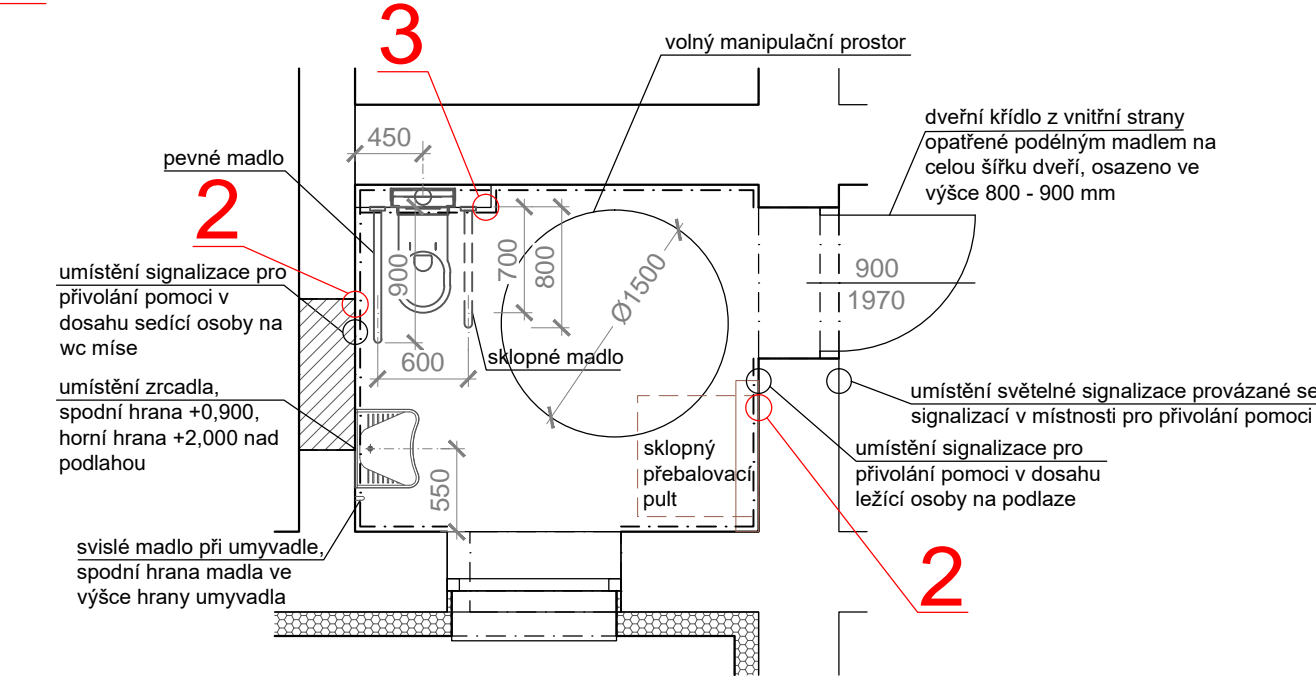 3
volný manipulační prostor
dveřní křídlo z vnitřní strany
opatřené podélným madlem na
celou šířku dveří, osazeno ve
výšce 800 - 900 mm
450
pevné madlo
2
umístění signalizace pro
přivolání pomoci v
dosahu sedící osoby na
wc míse
900
700
800
Ø1500
900
1970
600
sklopné madlo
umístění zrcadla,
spodní hrana +0,900,
horní hrana +2,000 nad
podlahou
umístění světelné signalizace provázané se
signalizací v místnosti pro přivolání pomoci
sklopný
přebalovací
pult
umístění signalizace pro
přivolání pomoci v dosahu
ležící osoby na podlaze
550
svislé madlo při umyvadle,
spodní hrana madla ve
výšce hrany umyvadla
2